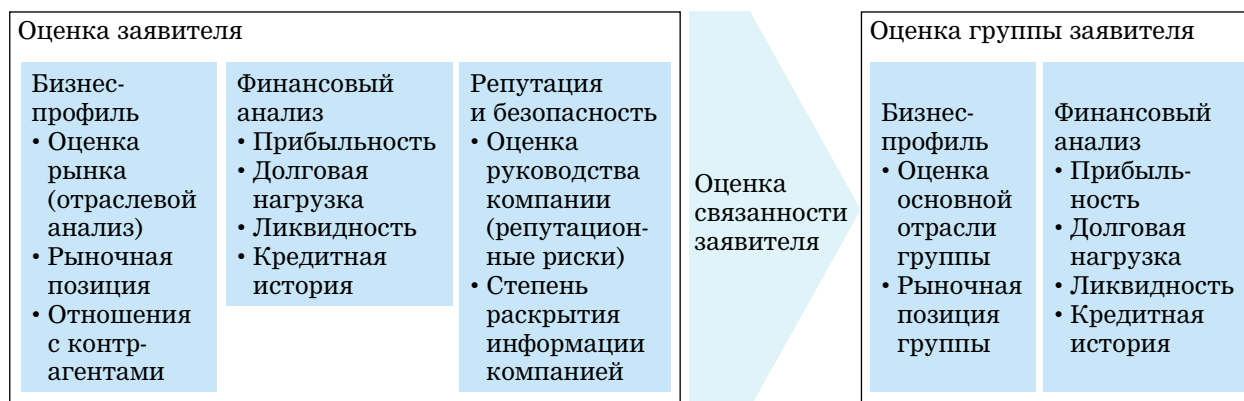 Оценка заявителя
Бизнес-
профиль
• Оценка
рынка
(отраслевой
анализ)
• Рыночная
позиция
• Отношения
с контр-
агентами
Финансовый
анализ
• Прибыльность
• Долговая
нагрузка
• Ликвидность
• Кредитная
история
Репутация
и безопасность
• Оценка
руководства
компании
(репутацион-
ные риски)
• Степень
раскрытия
информации
компанией
Оценка
связанности
заявителя
Оценка группы заявителя
Бизнес-
профиль
• Оценка
основной
отрасли
группы
• Рыночная
позиция
группы
Финансовый
анализ
• Прибыль-
ность
• Долговая
нагрузка
• Ликвидность
• Кредитная
история